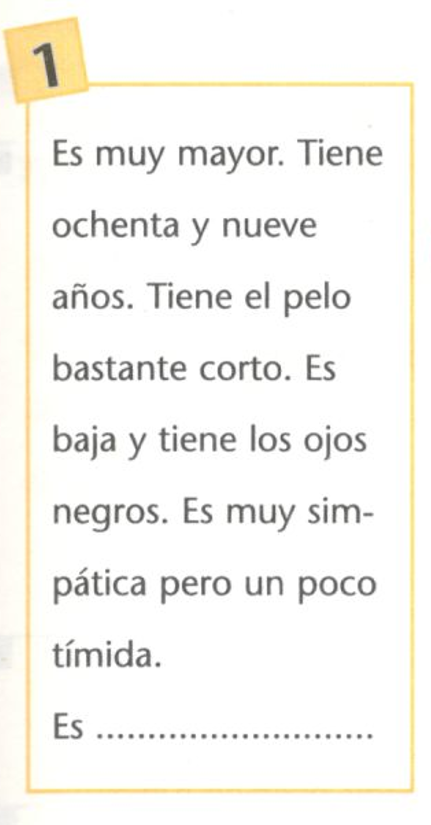 1
Es muy mayor. Tiene
ochenta y nueve
años. Tiene el pelo
bastante corto. Es
baja y tiene los ojos
negros. Es muy sim-
pática pero un poco
tímida.
Es ...........................